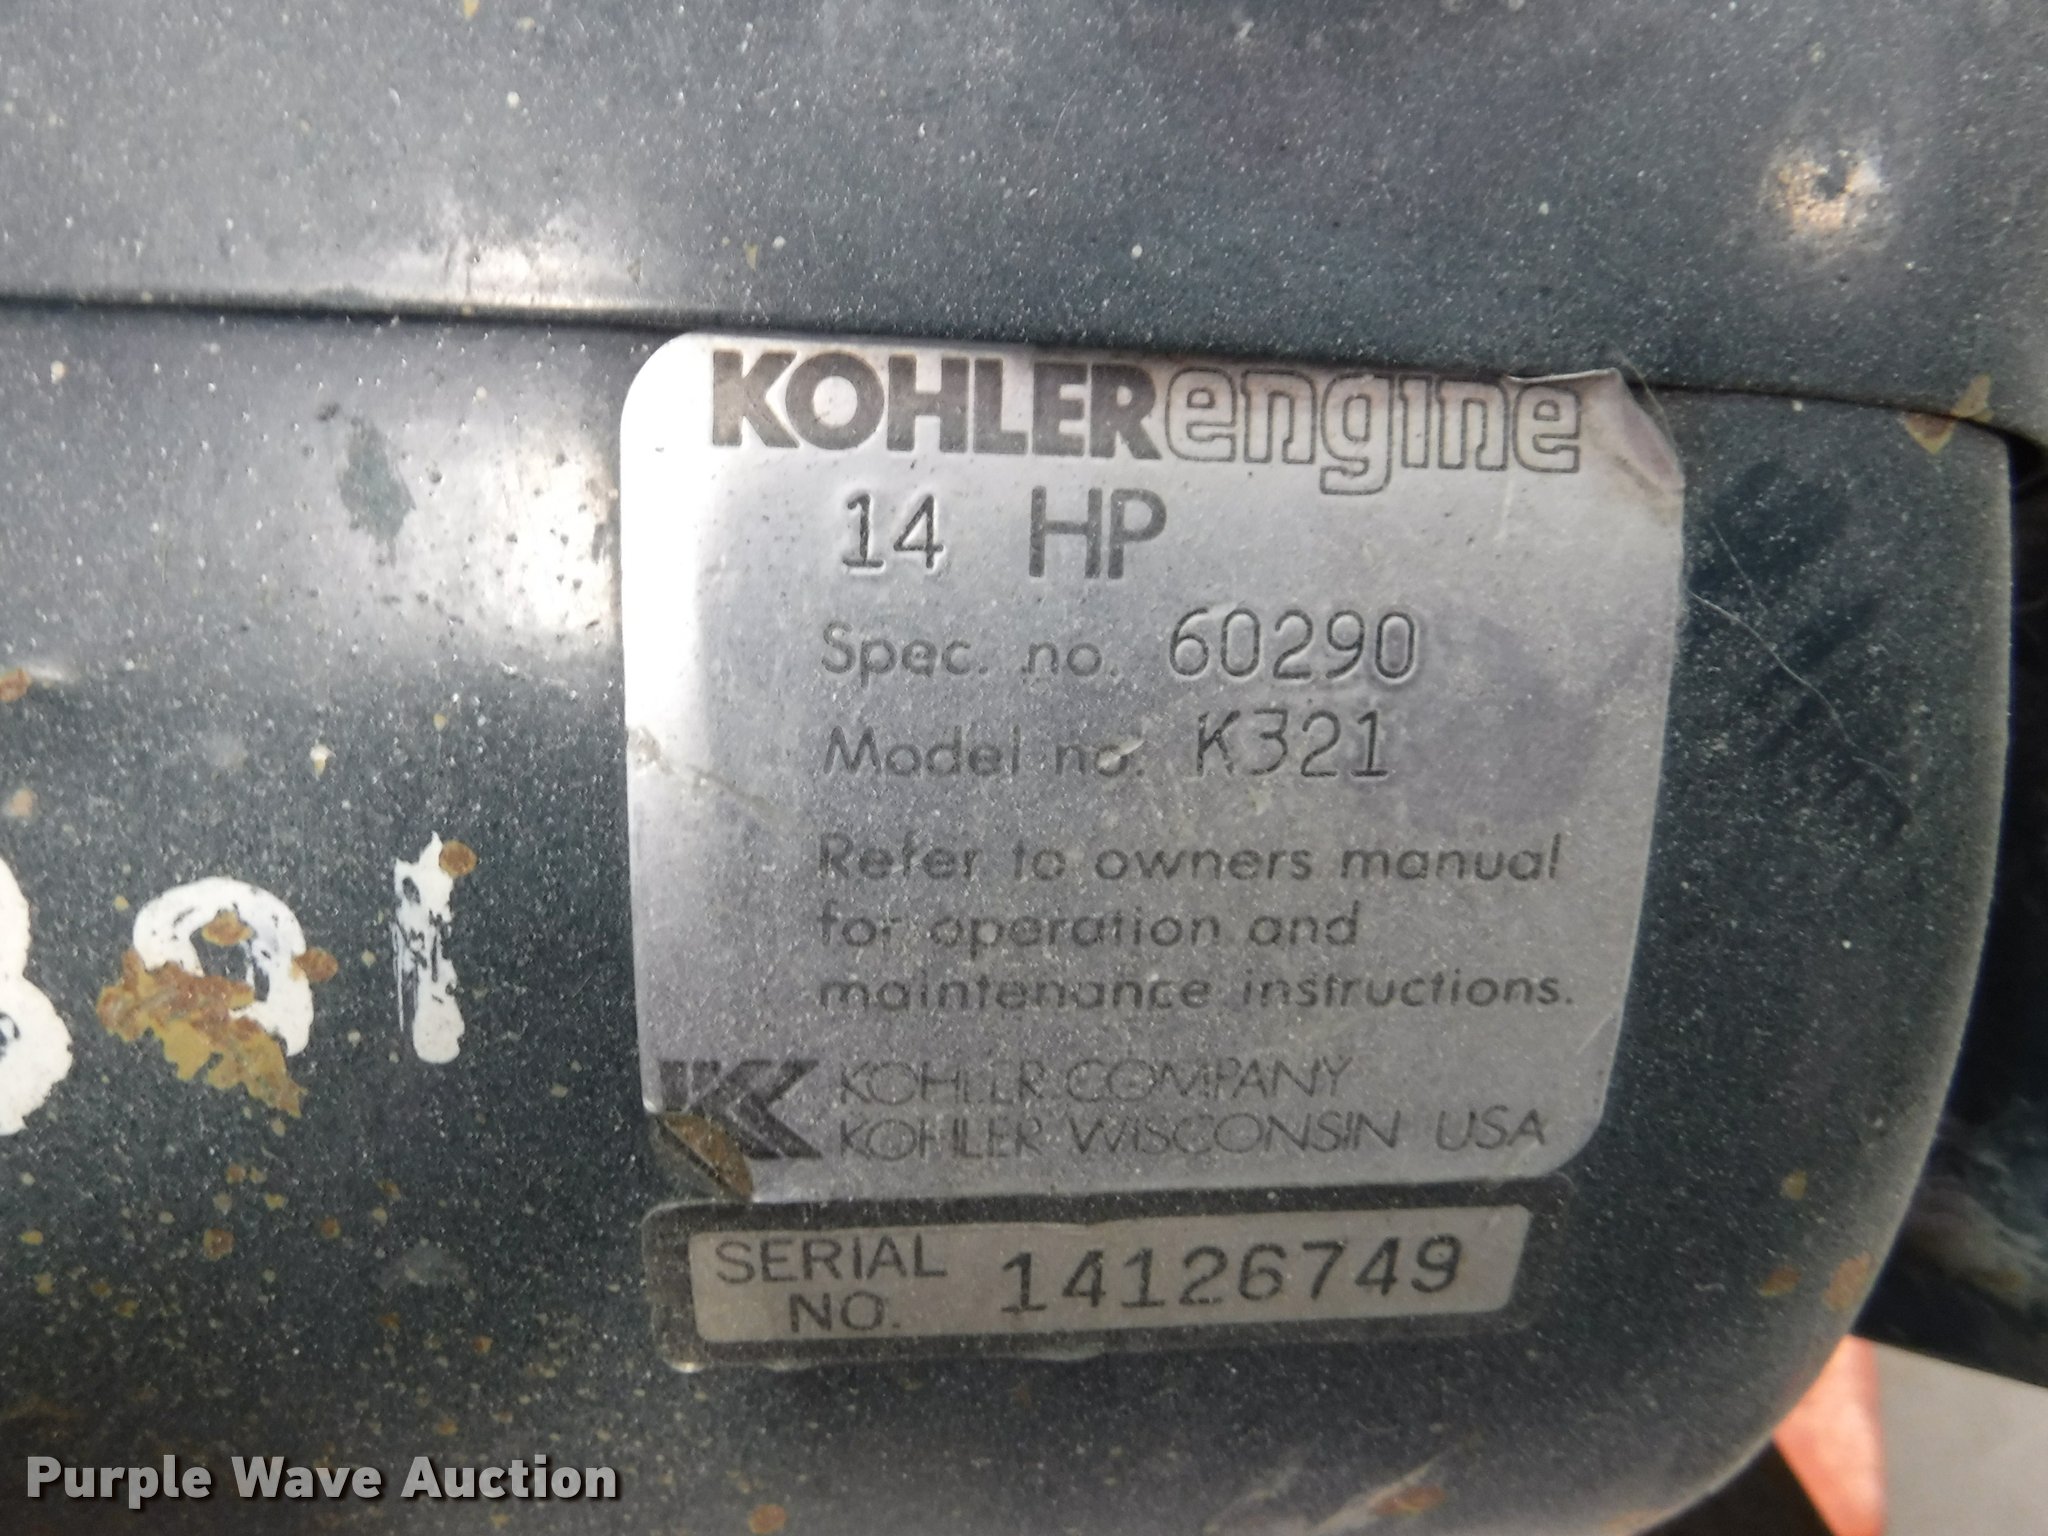 KOHLERengine
14 HP
Spec. no. 60290
Model no. K321
Refer to owners manual
for operation and
maintenance instructions.
KOHLER COMPANY
KOHLER WISCONSIN USA
SERIAL NO. 14126749
Purple Wave Auction